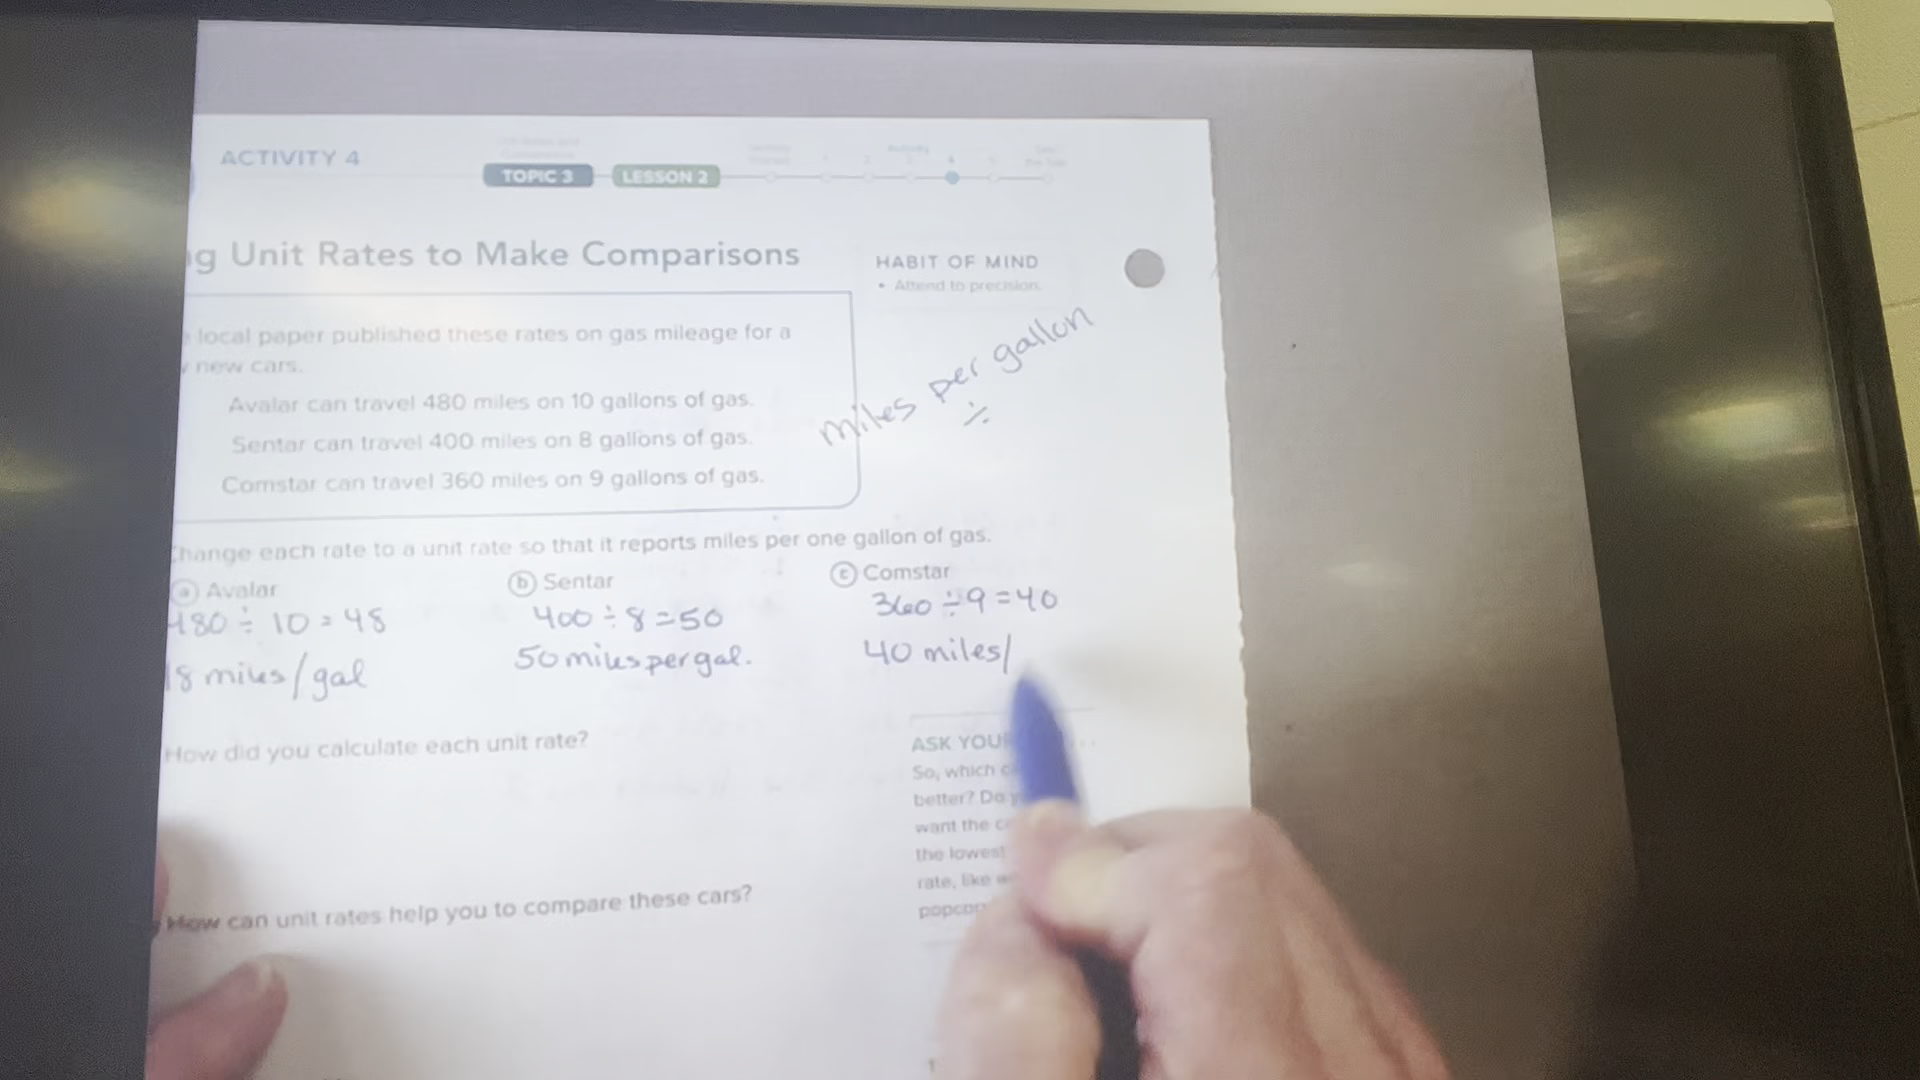 ACTIVITY 4
TOPIC 3
LESSON 2
Activity
g Unit Rates to Make Comparisons
HABIT OF MIND
• Attend to precision.
local paper published these rates on gas mileage for a
new cars.
miles per gallon
÷
Avalar can travel 480 miles on 10 gallons of gas.
Sentar can travel 400 miles on 8 gallons of gas.
Comstar can travel 360 miles on 9 gallons of gas.
Change each rate to a unit rate so that it reports miles per one gallon of gas.
a Avalar
480 ÷ 10 = 48
48 miles/gal
b Sentar
400 ÷ 8 = 50
50 miles per gal.
c Comstar
360 ÷ 9 = 40
40 miles/
How did you calculate each unit rate?
ASK YOU
So, which c
better? Do y
want the c
the lowest
rate, like w
popcor
How can unit rates help you to compare these cars?